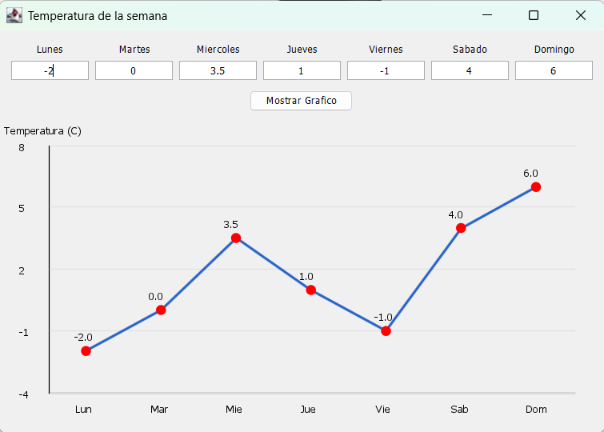 Temperatura de la semana
Lunes Martes Miercoles Jueves Viernes Sabado Domingo
-2 0 3.5 1 -1 4 6
Mostrar Grafico
Temperatura (C)
8
6.0
5
4.0
3.5
2
1.0
0.0
-1.0
-1
-2.0
-4
Lun Mar Mie Jue Vie Sab Dom